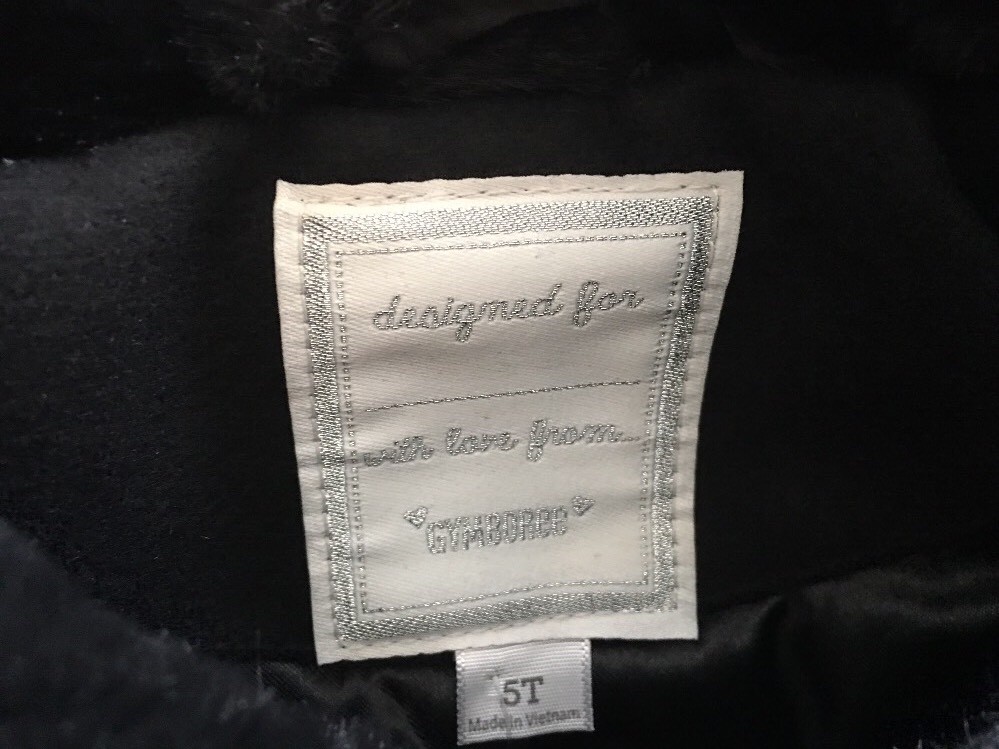 designed for
with love from...
GYMBOREE
5T
Made in Vietnam